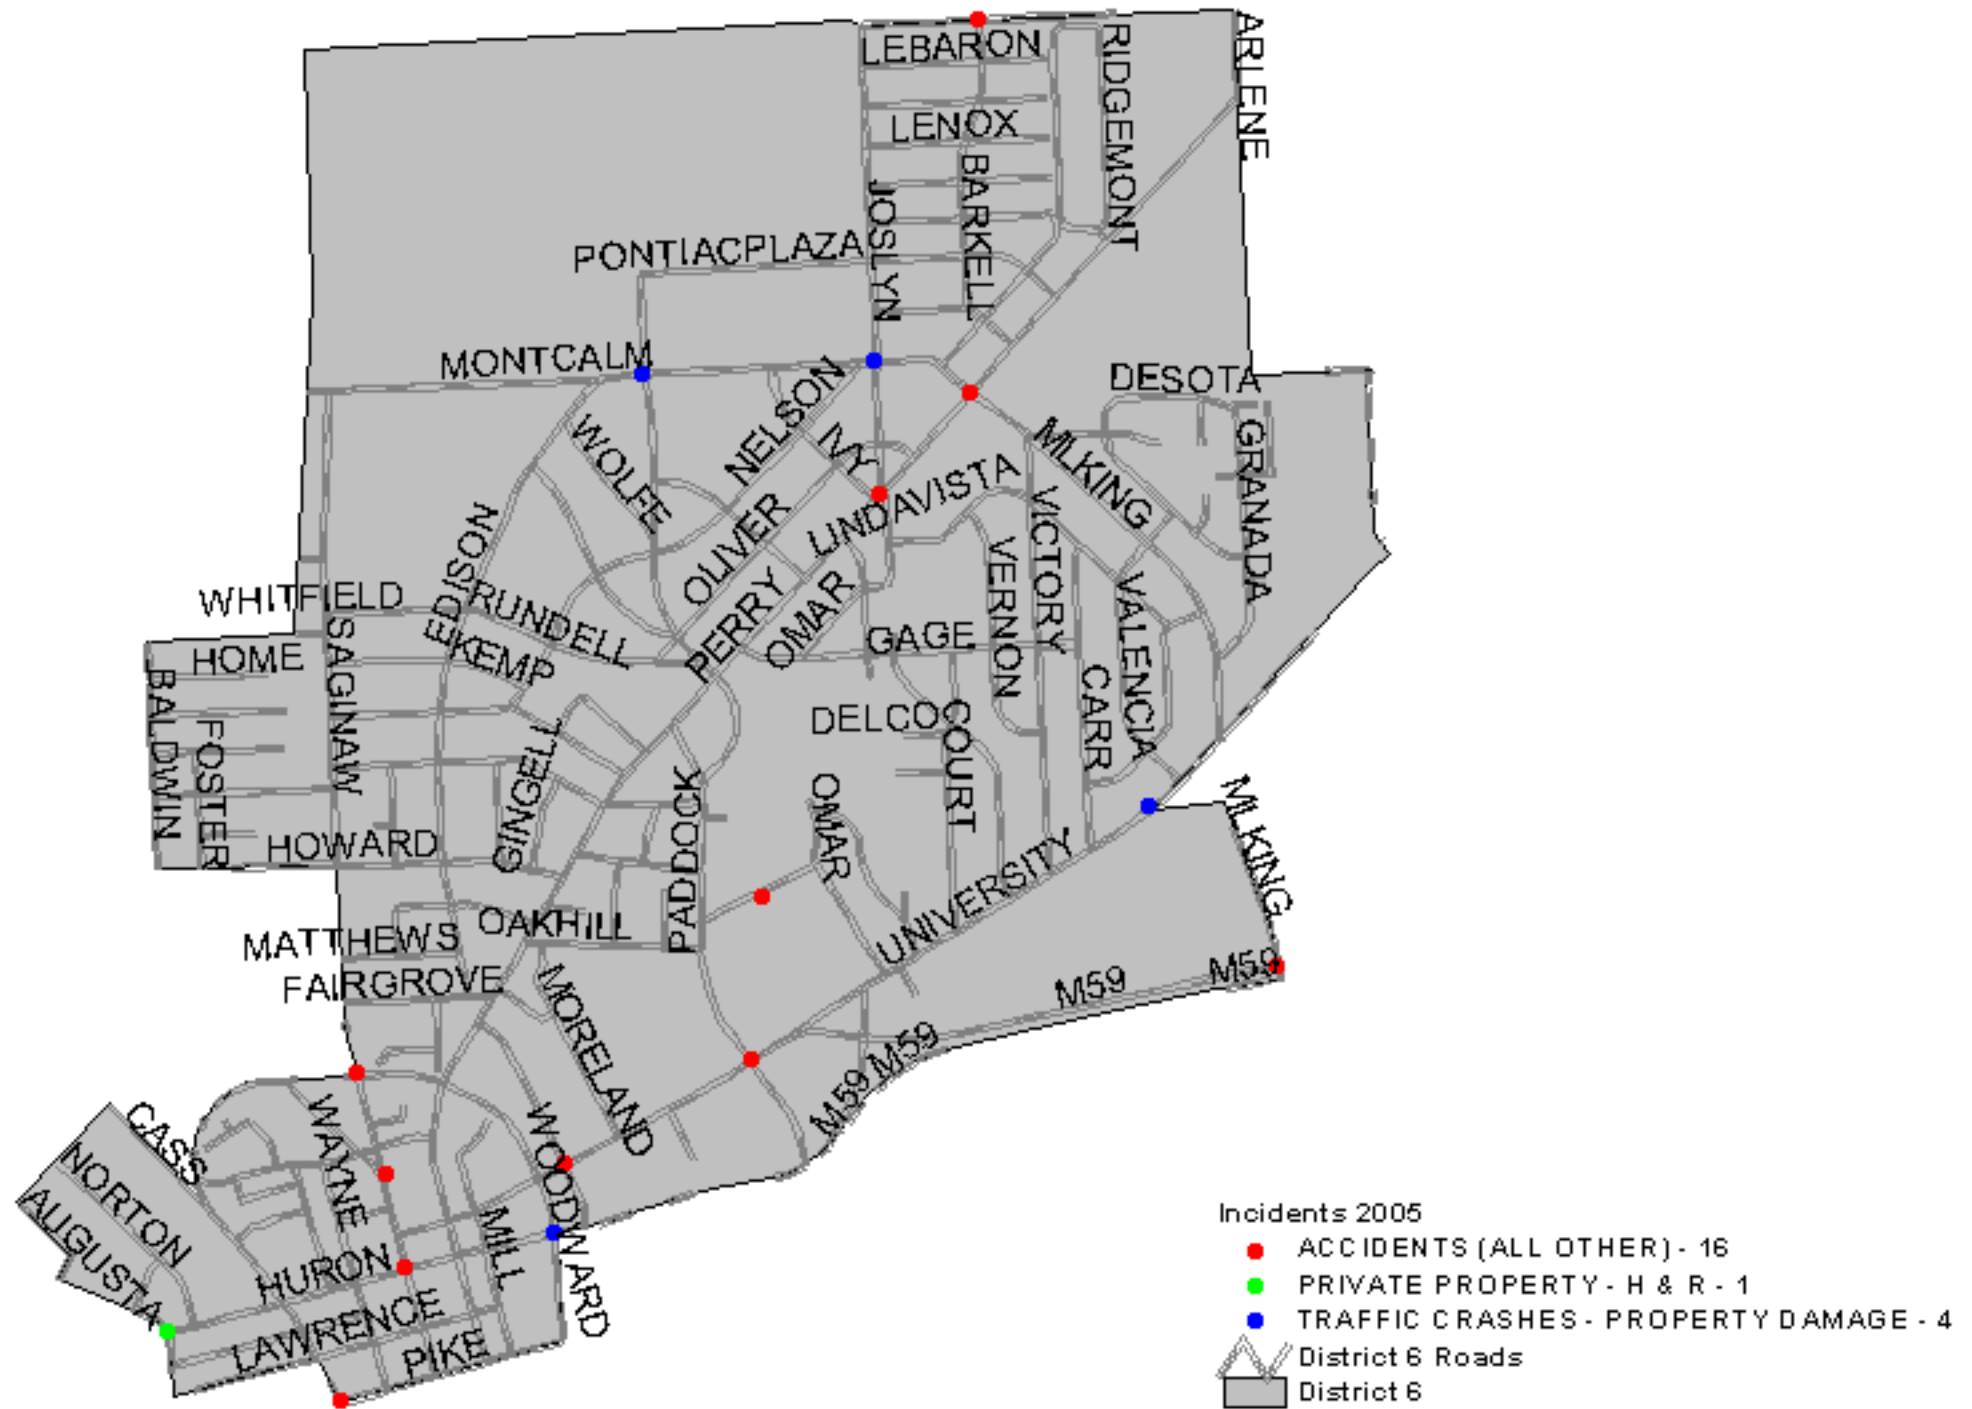 ARLENE
LEBARON
RIDGEMONT
LENOX
BARKELL
JOSLYN
PONTIACPLAZA
MONTCALM
DESOTA
NELSON
WOLFE
IVY
MLKING
GRANADA
LINDAVISTA
VICTORY
OLIVER
EDISON
VERNON
WHITFIELD
RUNDELL
PERRY
OMAR
VALENCIA
SAGINAW
GAGE
HOME
KEMP
BALDWIN
CARR
FOSTER
GINGELL
DELCO
COURT
PADDOCK
OMAR
MLKING
HOWARD
UNIVERSITY
OAKHILL
MATTHEWS
FAIRGROVE
MORELAND
M59
M59
M59
M59
CASS
WAYNE
WOODWARD
NORTON
AUGUSTA
MILL
HURON
LAWRENCE
PIKE
Incidents 2005
ACCIDENTS (ALL OTHER) - 16
PRIVATE PROPERTY - H & R - 1
TRAFFIC CRASHES - PROPERTY DAMAGE - 4
District 6 Roads
District 6